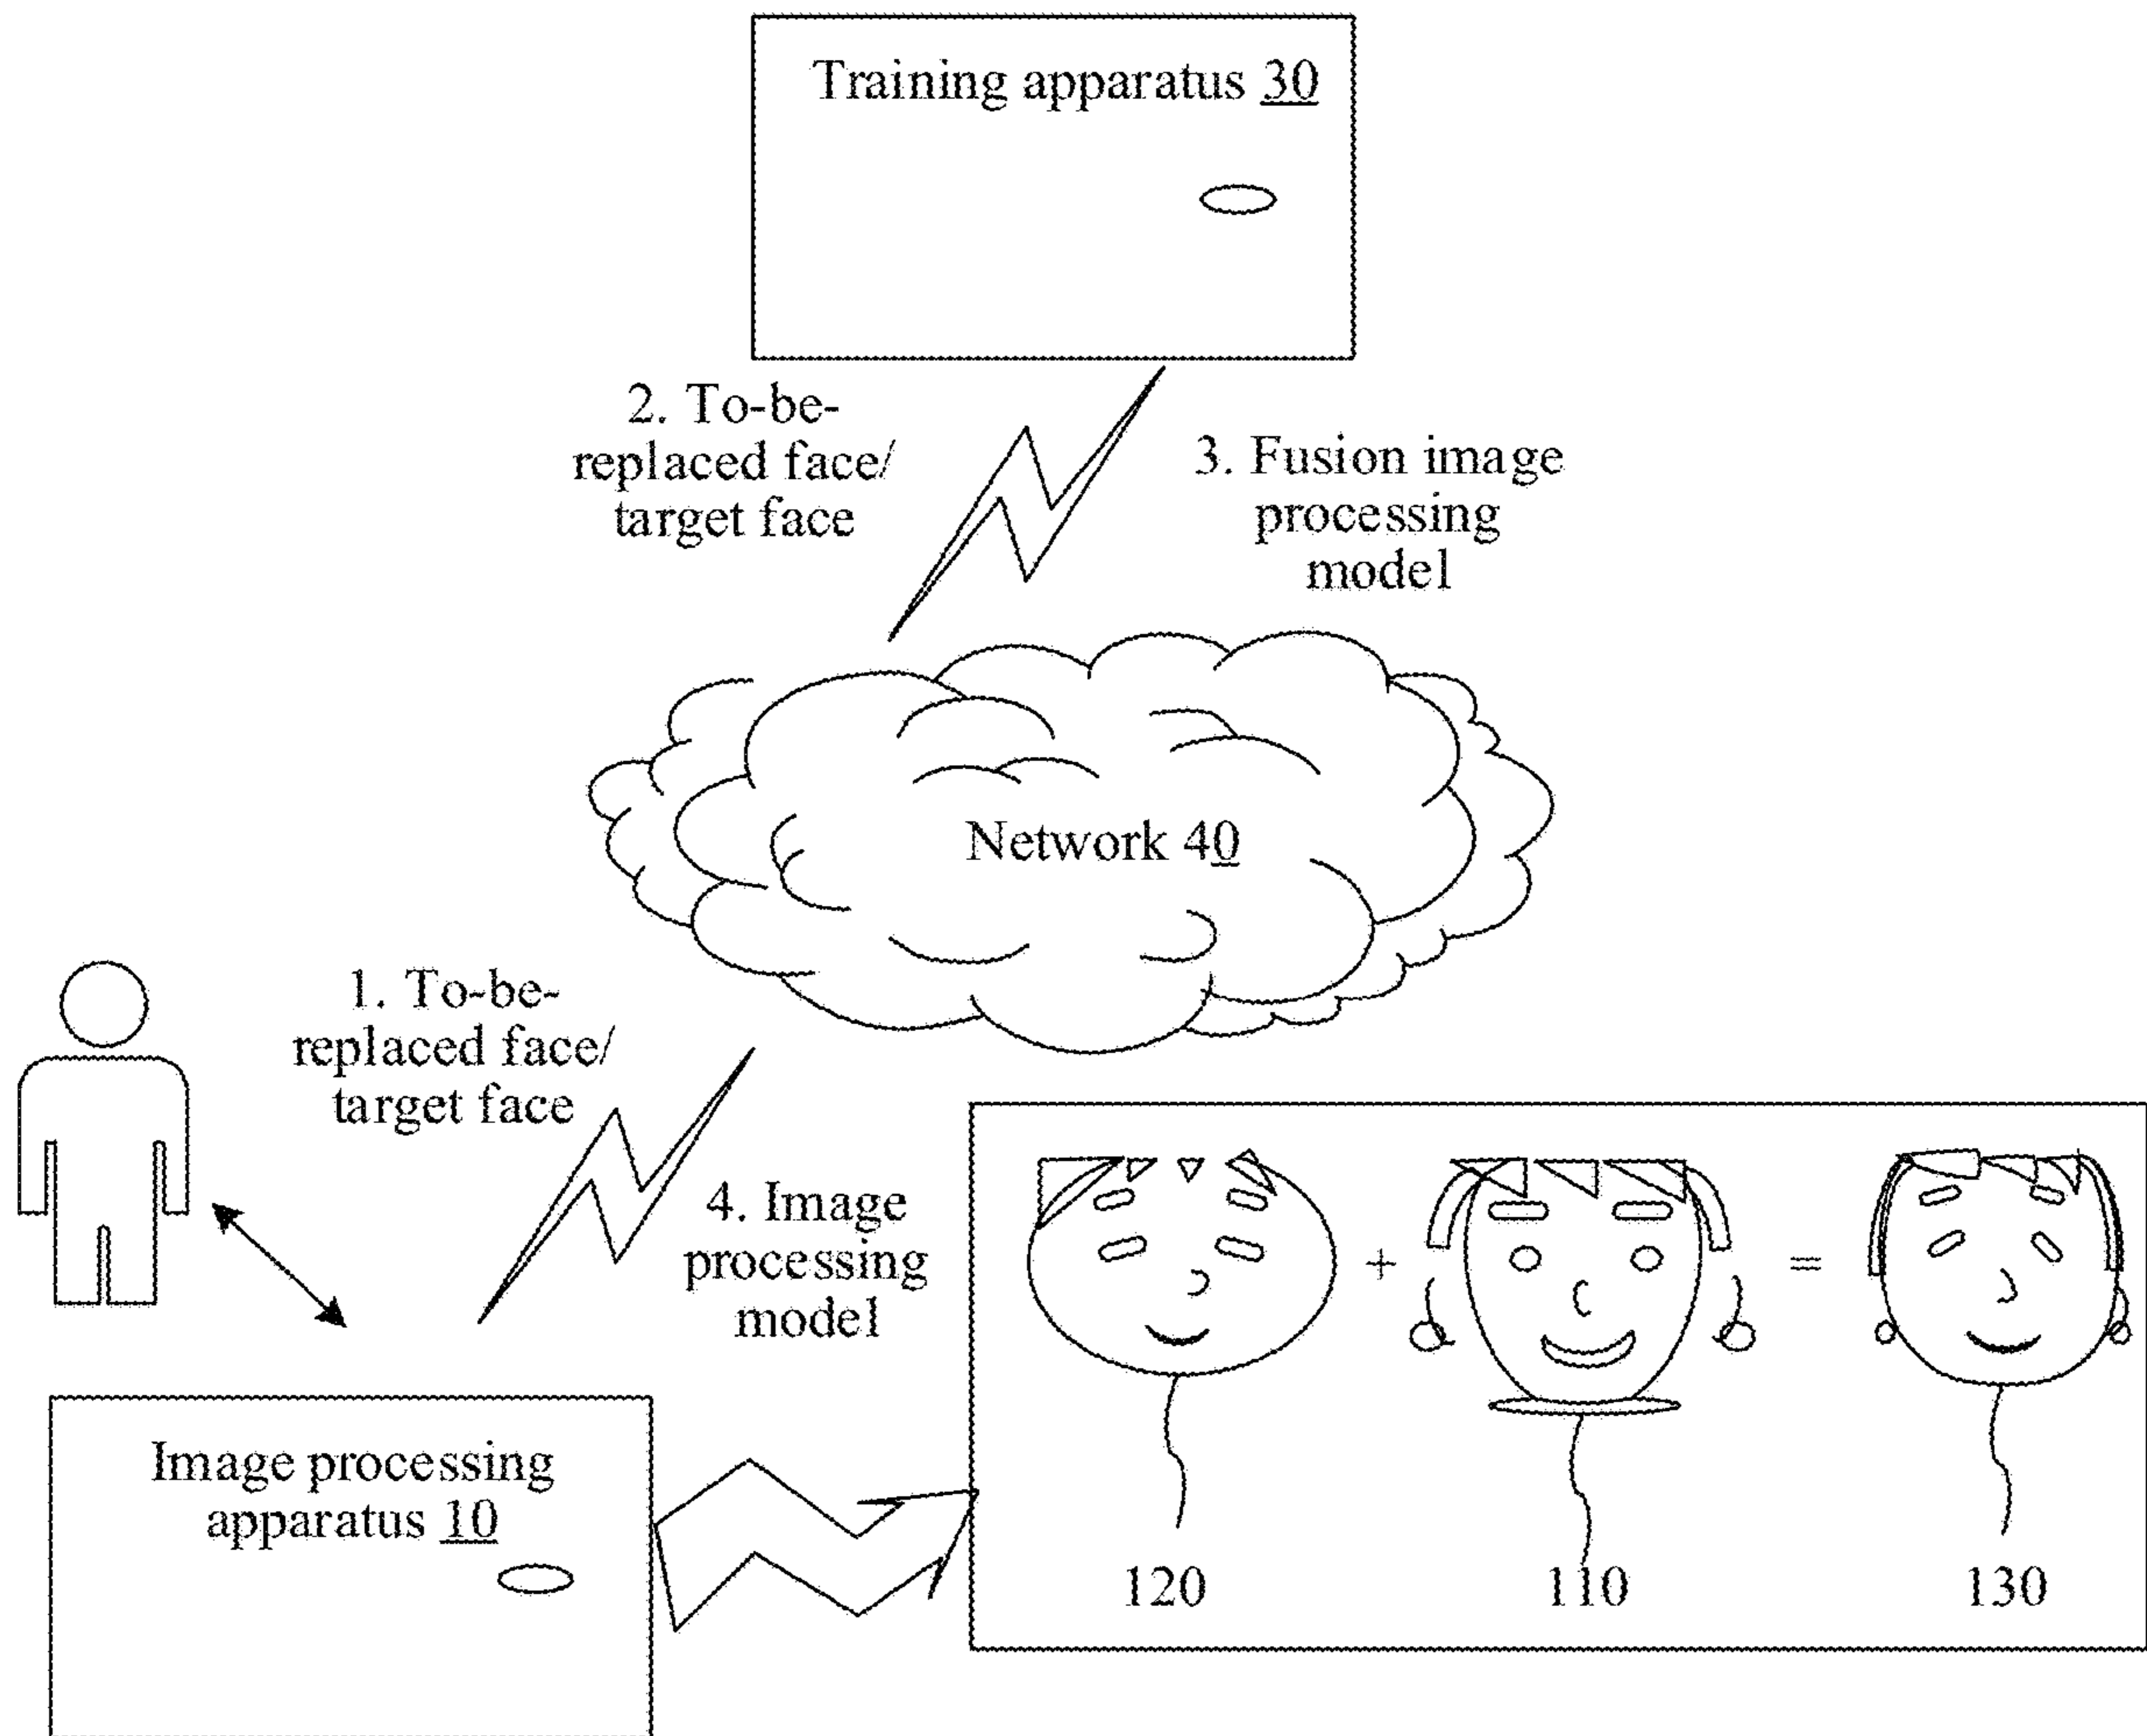 Training apparatus 30
2. To-be-
replaced face/
target face
3. Fusion image
processing
model
Network 40
1. To-be-
replaced face/
target face
4. Image
processing
model
Image processing
apparatus 10
+
=
120
110
130